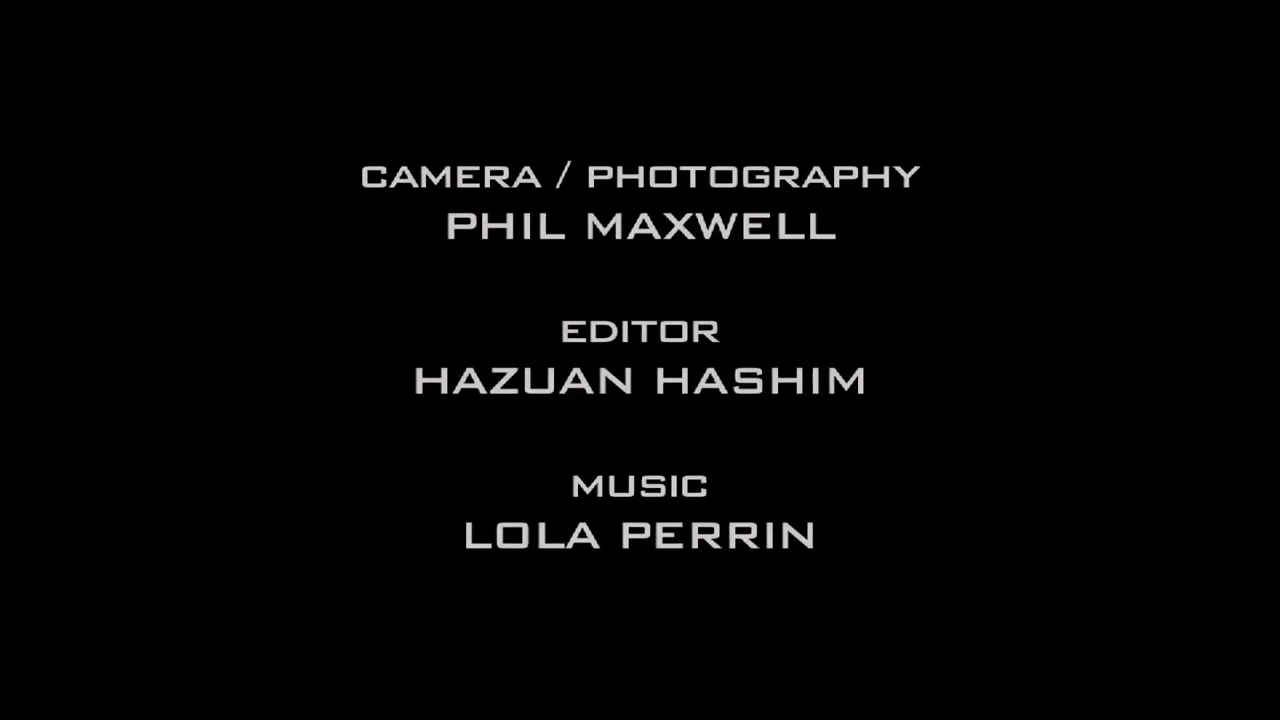 CAMERA / PHOTOGRAPHY
PHIL MAXWELL
EDITOR
HAZUAN HASHIM
MUSIC
LOLA PERRIN